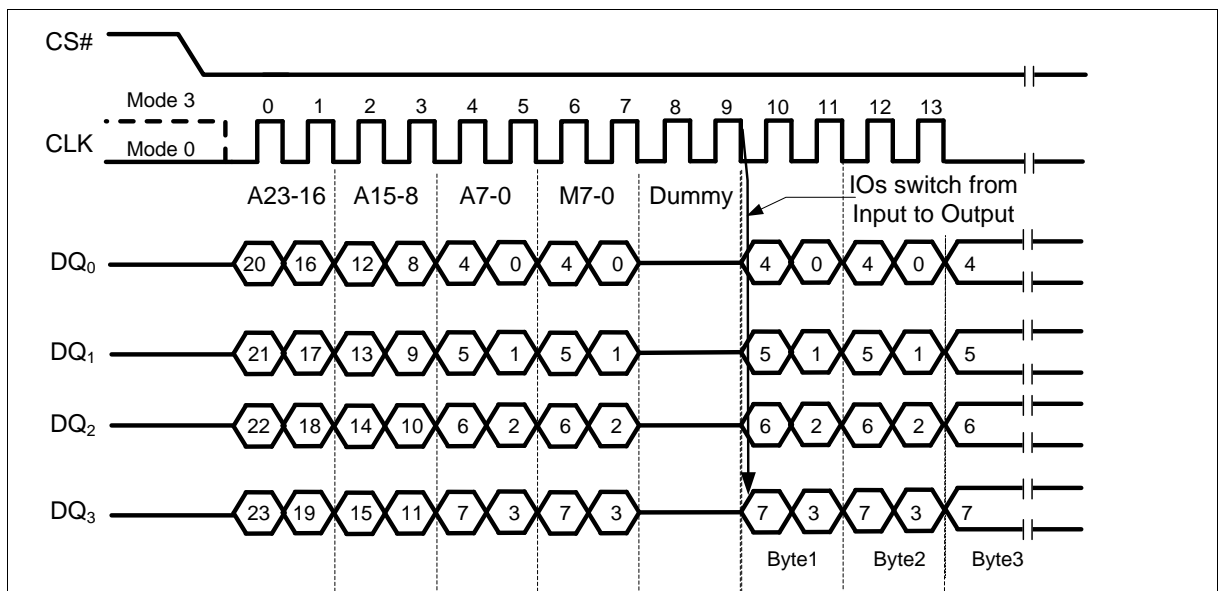 CS#
Mode 3
0 1 2 3 4 5 6 7 8 9 10 11 12 13
CLK
Mode 0
A23-16 A15-8 A7-0 M7-0 Dummy
IOs switch from
Input to Output
DQ0 20 16 12 8 4 0 4 0 4 0 4 0 4
DQ1 21 17 13 9 5 1 5 1 5 1 5 1 5
DQ2 22 18 14 10 6 2 6 2 6 2 6 2 6
DQ3 23 19 15 11 7 3 7 3 7 3 7 3 7
Byte1 Byte2 Byte3